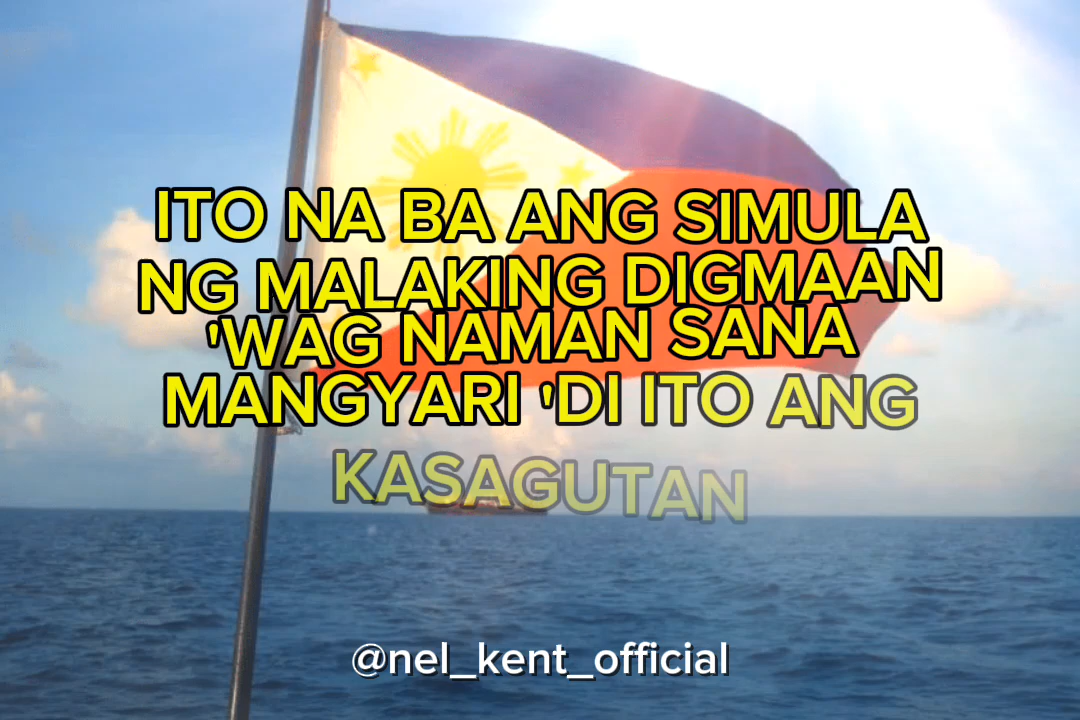 ITO NA BA ANG SIMULA
NG MALAKING DIGMAAN
'WAG NAMAN SANA
MANGYARI 'DI ITO ANG
KASAGUTAN
@nel_kent_official